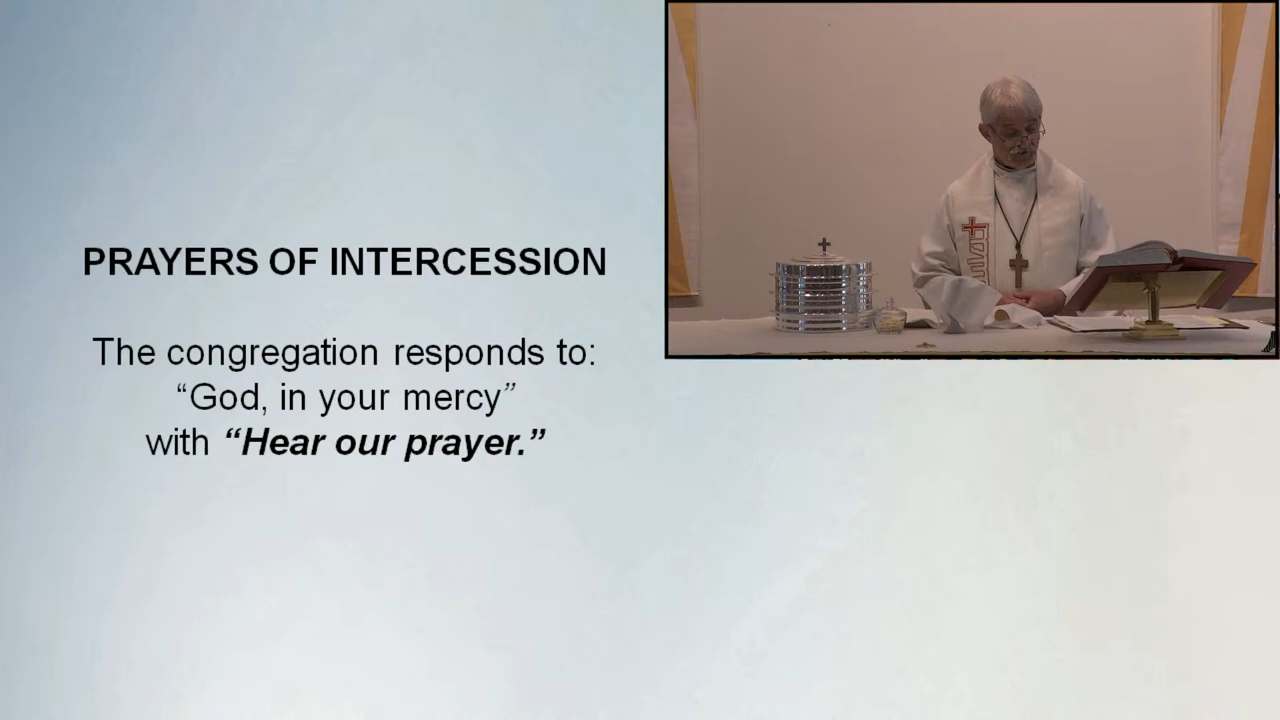 PRAYERS OF INTERCESSION
The congregation responds to:
“God, in your mercy”
with “Hear our prayer.”